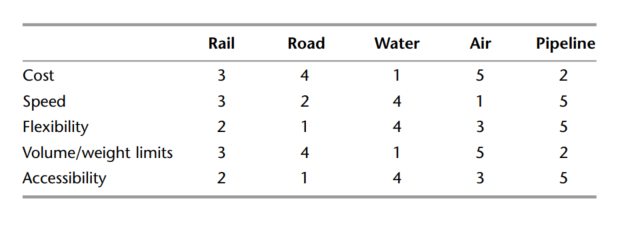 Rail Road Water Air Pipeline
Cost 3 4 1 5 2
Speed 3 2 4 1 5
Flexibility 2 1 4 3 5
Volume/weight limits 3 4 1 5 2
Accessibility 2 1 4 3 5